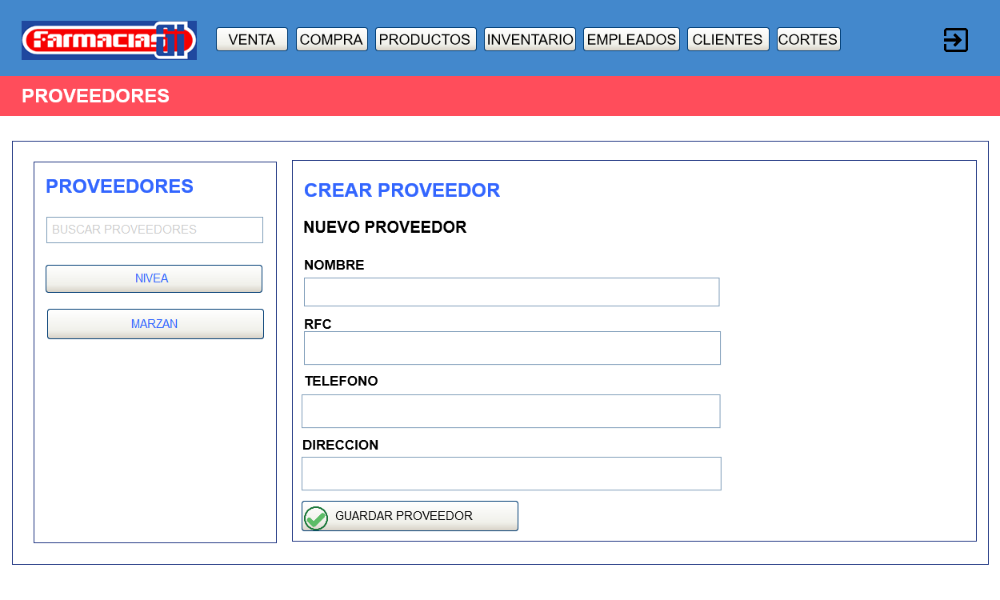 Farmacias GI
VENTA COMPRA PRODUCTOS INVENTARIO EMPLEADOS CLIENTES CORTES
PROVEEDORES
PROVEEDORES
BUSCAR PROVEEDORES
NIVEA
MARZAN
CREAR PROVEEDOR
NUEVO PROVEEDOR
NOMBRE
RFC
TELEFONO
DIRECCION
GUARDAR PROVEEDOR